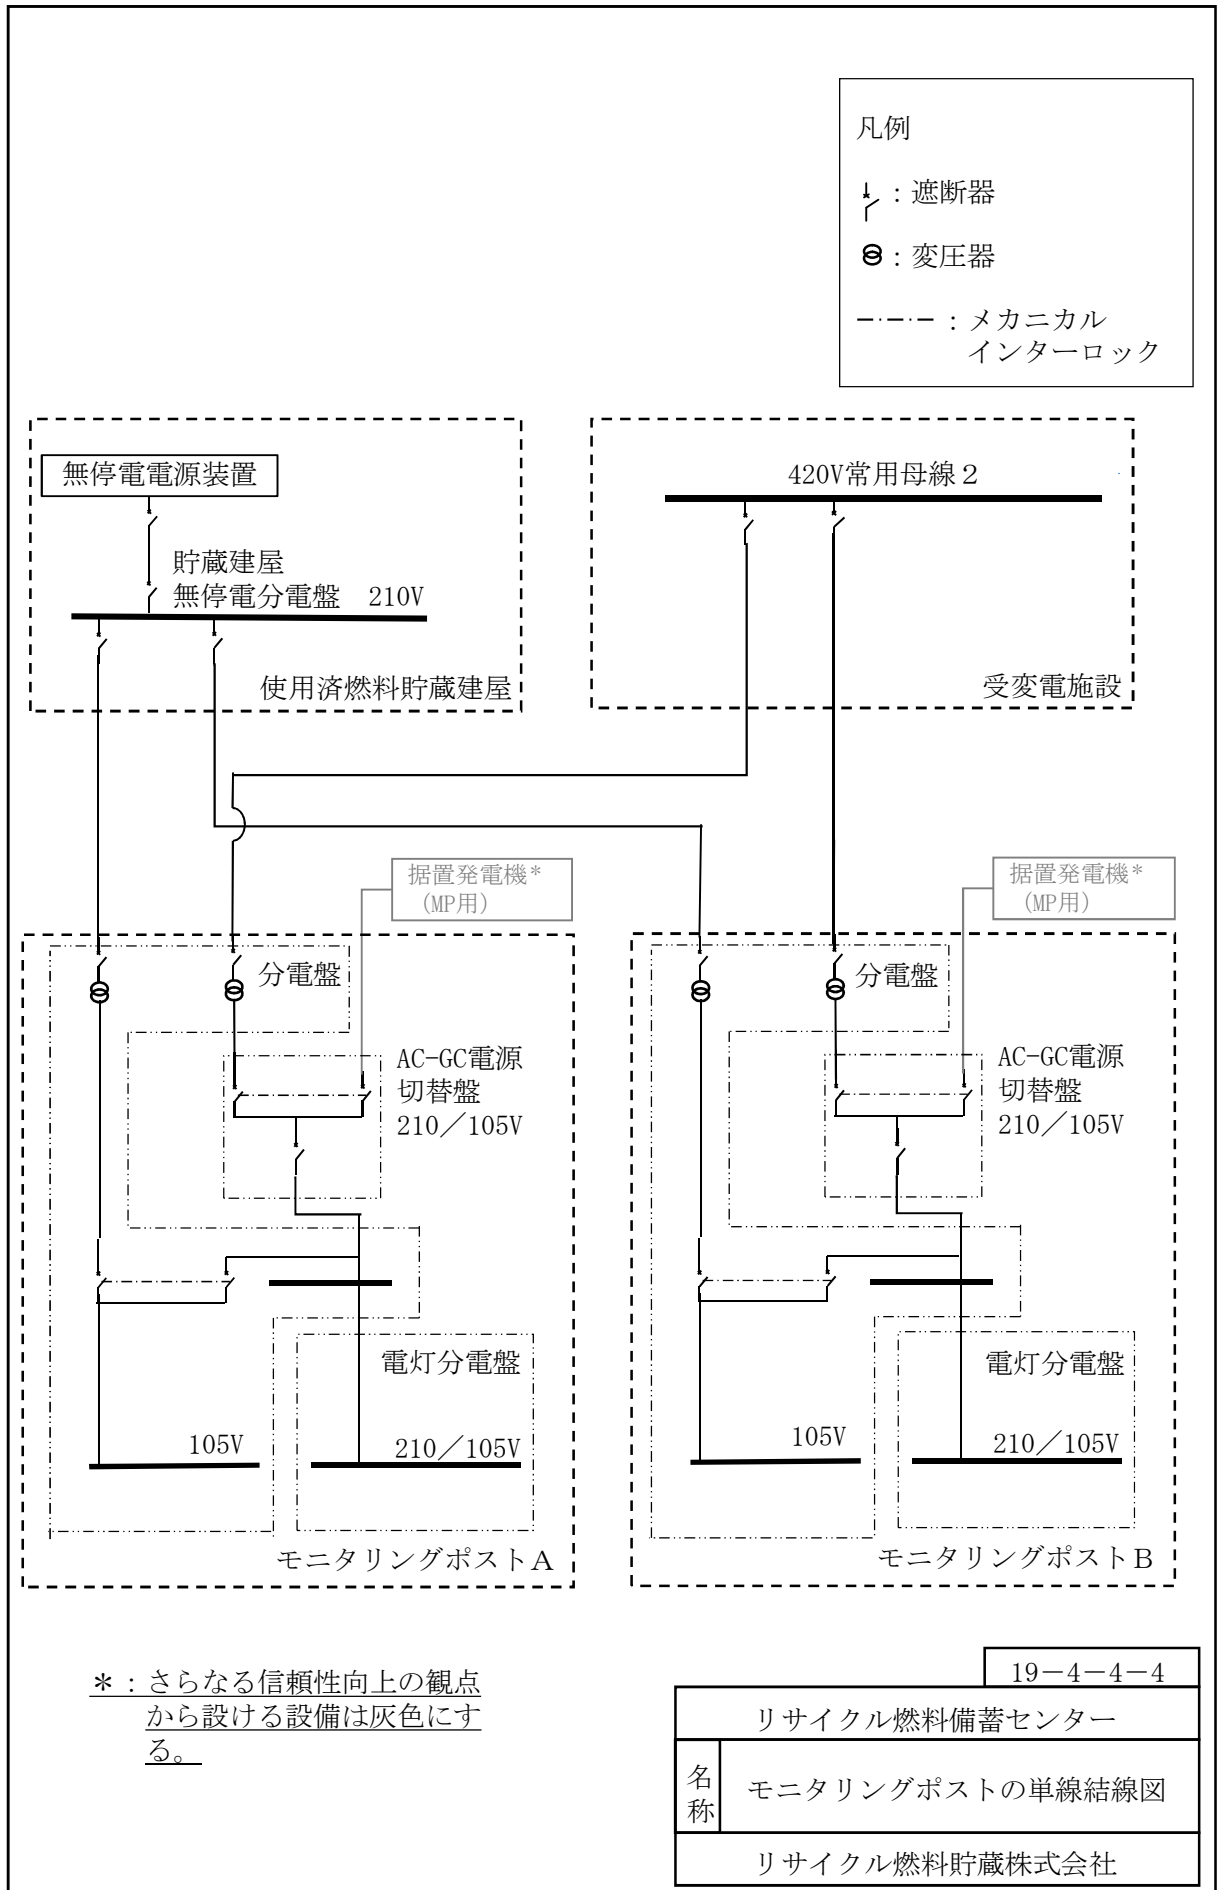 凡例
：遮断器
：変圧器
：メカニカル
インターロック
無停電電源装置
貯蔵建屋
無停電分電盤 210V
使用済燃料貯蔵建屋
420V常用母線２
受変電施設
据置発電機*
(MP用)
分電盤
AC-GC電源
切替盤
210／105V
電灯分電盤
105V
210／105V
モニタリングポストＡ
据置発電機*
(MP用)
分電盤
AC-GC電源
切替盤
210／105V
電灯分電盤
105V
210／105V
モニタリングポストＢ
＊：さらなる信頼性向上の観点
から設ける設備は灰色にす
る。
19－4－4－4
リサイクル燃料備蓄センター
名称
モニタリングポストの単線結線図
リサイクル燃料貯蔵株式会社